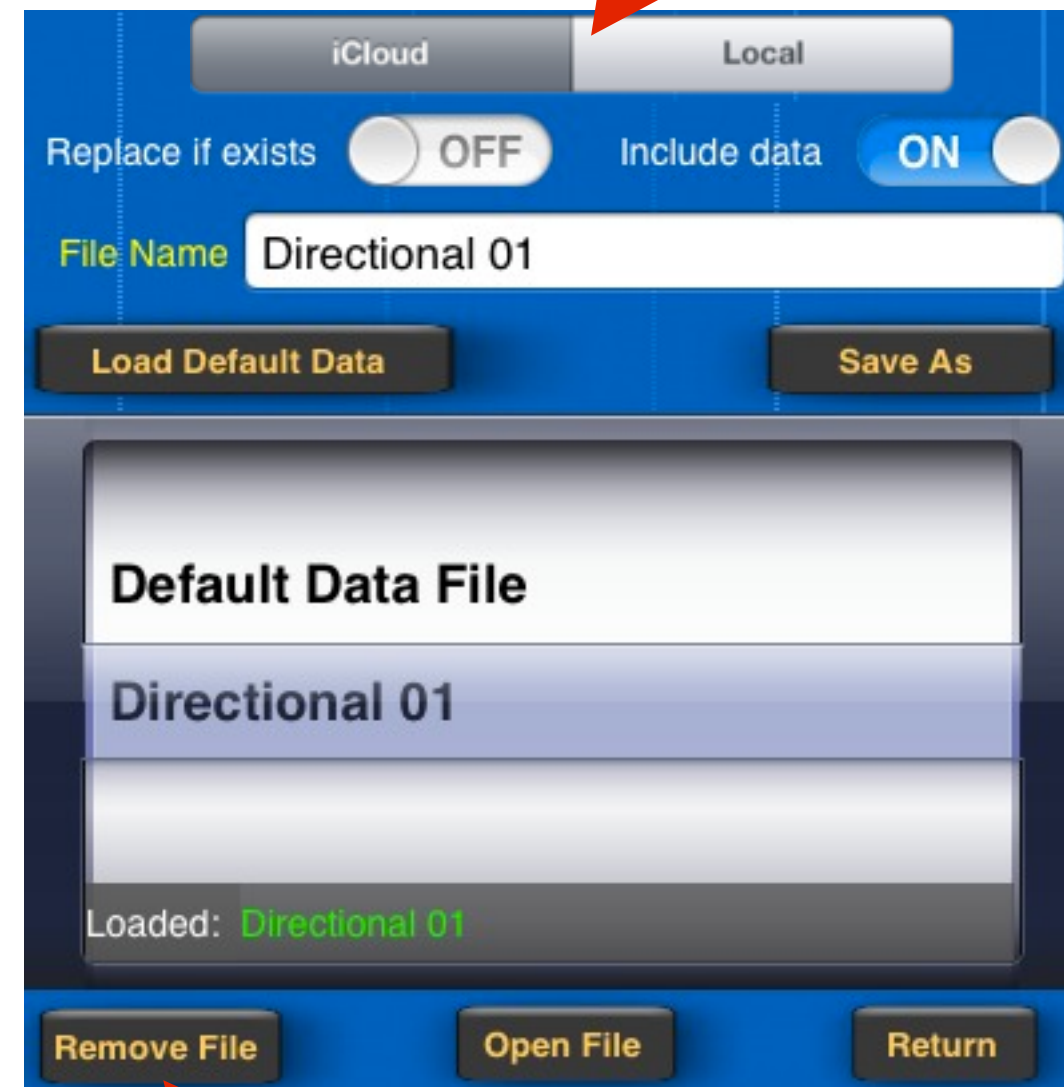 iCloud Local
Replace if exists OFF Include data ON
File Name Directional 01
Load Default Data Save As
Default Data File
Directional 01
Loaded: Directional 01
Remove File Open File Return